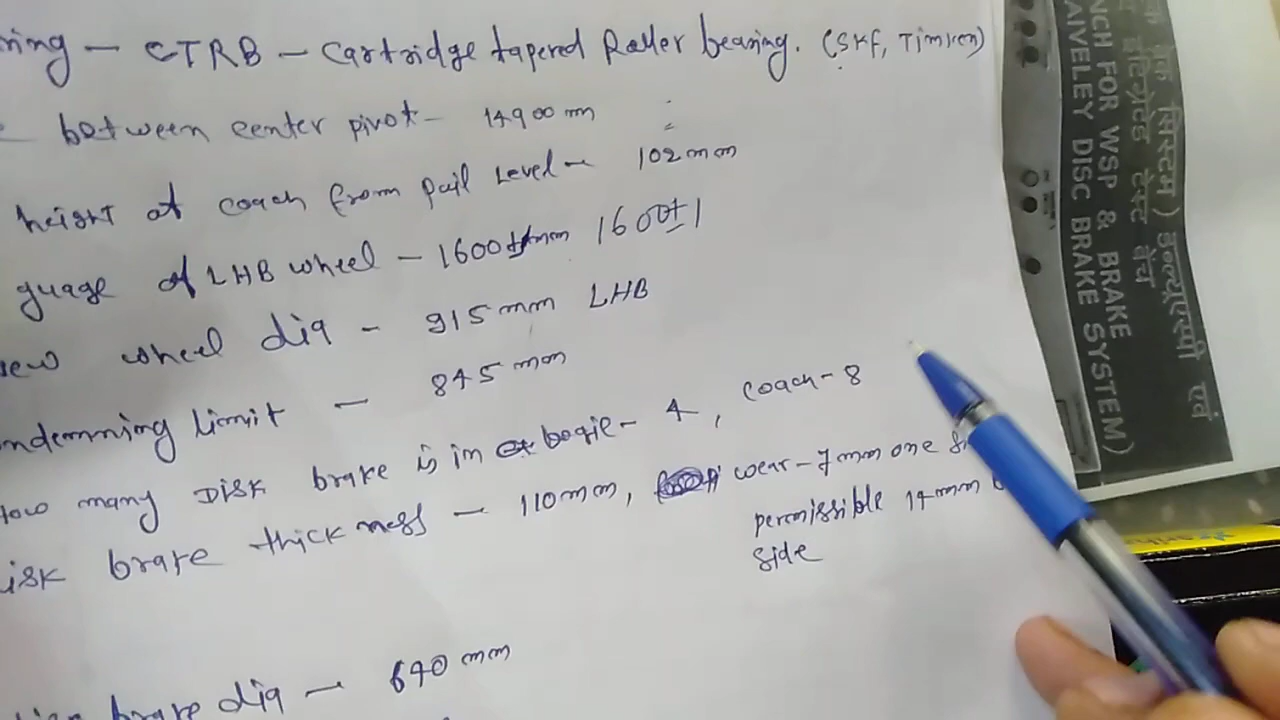 ring - CTRB - Cartridge tapered Roller bearing. (SKF, Timken)
between center pivot - 14900 mm
height of coach from Rail Level - 102 mm
guage of LHB wheel - 1600 1600±1
new wheel dia - 915 mm LHB
ndemning limit - 845 mm
How many DISK brake is in bogie - 4, coach - 8
isk brake thickness - 110 mm, wear - 7 mm one
permissible 14 mm
side
brake dia - 640 mm
NCH FOR WSP & BRAKE
AIVELEY DISC BRAKE SYSTEM)